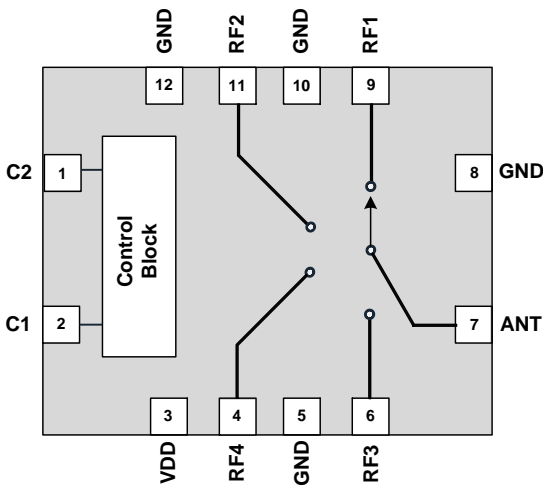 GND
RF2
GND
RF1
12
11
10
9
C2
1
8
GND
Control
Block
C1
2
7
ANT
3
4
5
6
VDD
RF4
GND
RF3